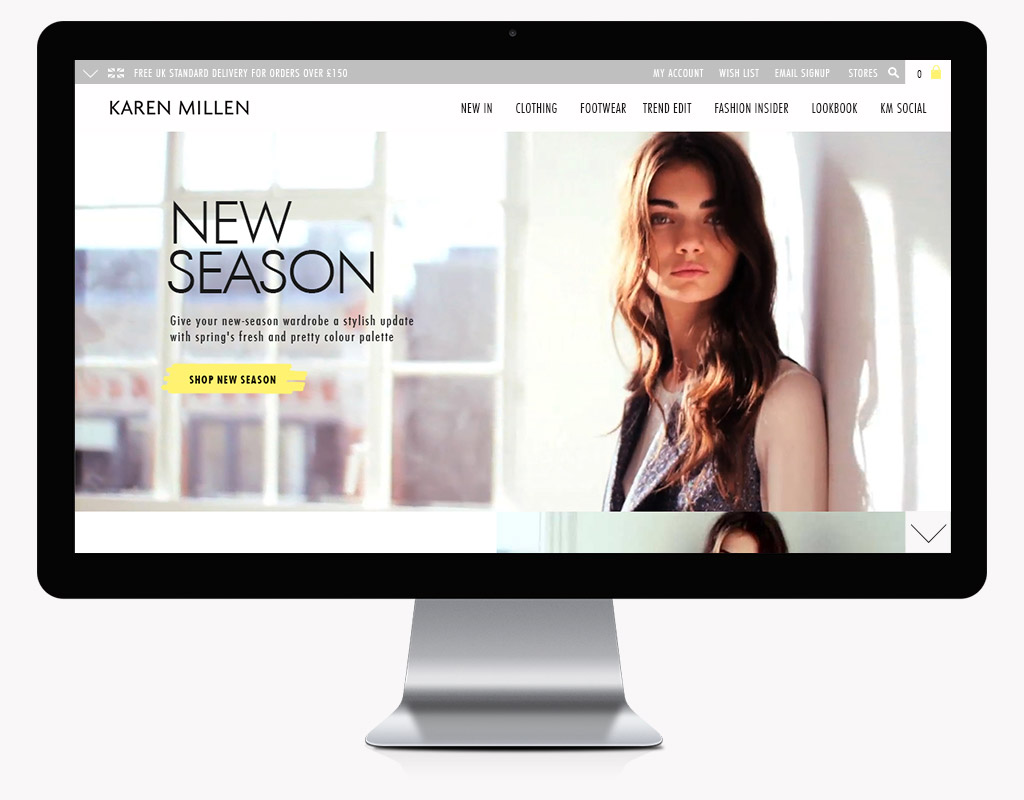 FREE UK STANDARD DELIVERY FOR ORDERS OVER £150
MY ACCOUNT WISH LIST EMAIL SIGNUP STORES 0
KAREN MILLEN
NEW IN CLOTHING FOOTWEAR TREND EDIT FASHION INSIDER LOOKBOOK KM SOCIAL
NEW
SEASON
Give your new-season wardrobe a stylish update
with spring's fresh and pretty colour palette
SHOP NEW SEASON